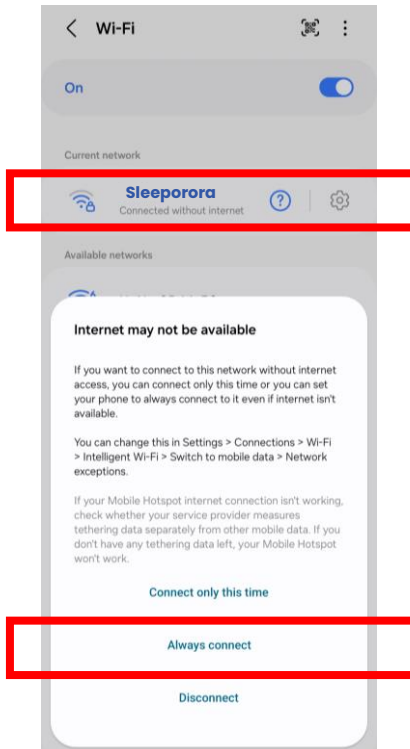 Wi-Fi
On
Current network
Sleeporora
Connected without internet
Available networks
Internet may not be available
If you want to connect to this network without internet
access, you can connect only this time or you can set
your phone to always connect to it even if internet isn't
available.
You can change this in Settings > Connections > Wi-Fi
> Intelligent Wi-Fi > Switch to mobile data > Network
exceptions.
If your Mobile Hotspot internet connection isn't working,
check whether your service provider measures
tethering data separately from other mobile data. If you
don't have any tethering data left, your Mobile Hotspot
won't work.
Connect only this time
Always connect
Disconnect